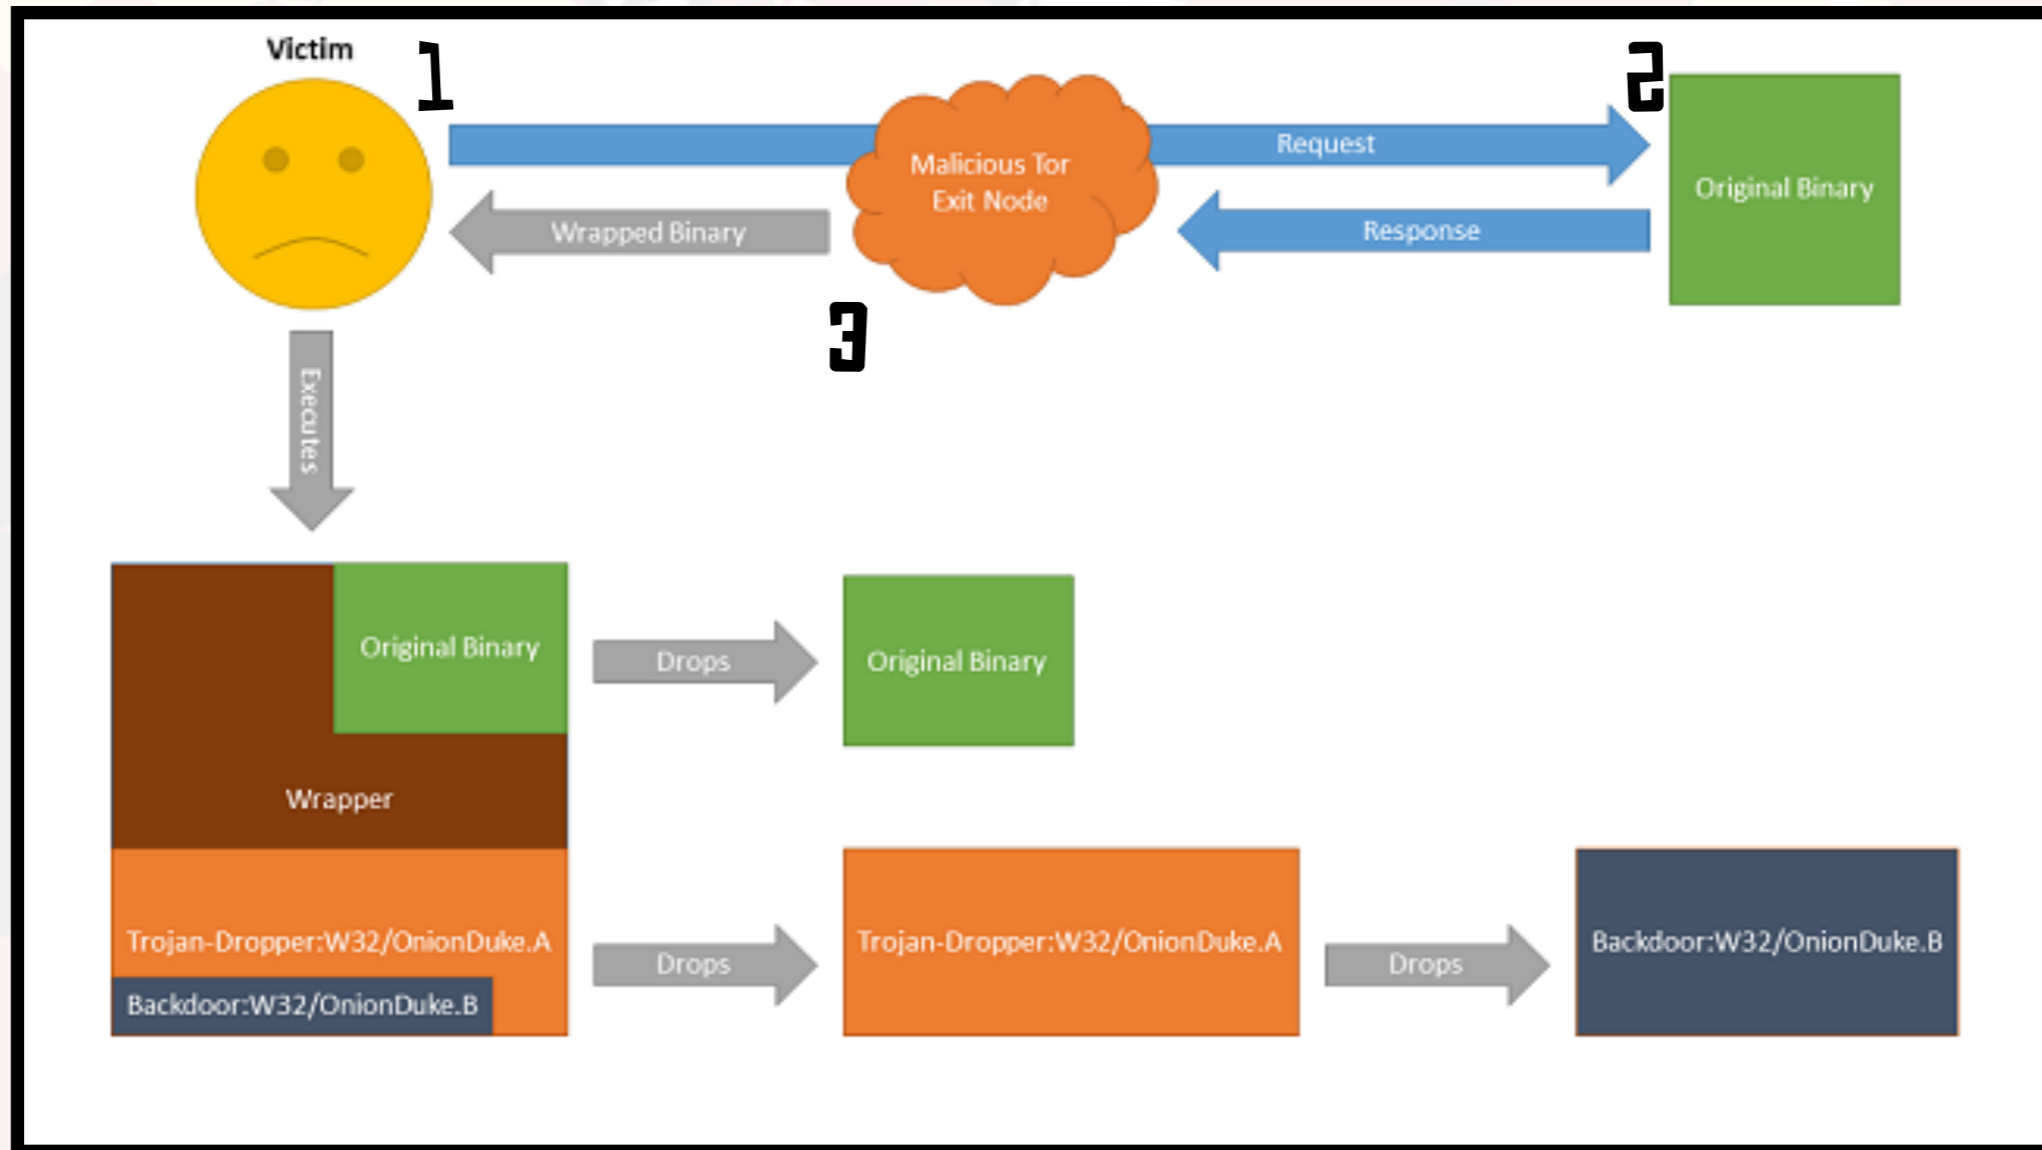 Victim
1
2
Malicious Tor
Exit Node
Request
Original Binary
Wrapped Binary
Response
3
Executes
Original Binary
Drops
Original Binary
Wrapper
Trojan-Dropper:W32/OnionDuke.A
Drops
Trojan-Dropper:W32/OnionDuke.A
Drops
Backdoor:W32/OnionDuke.B
Backdoor:W32/OnionDuke.B